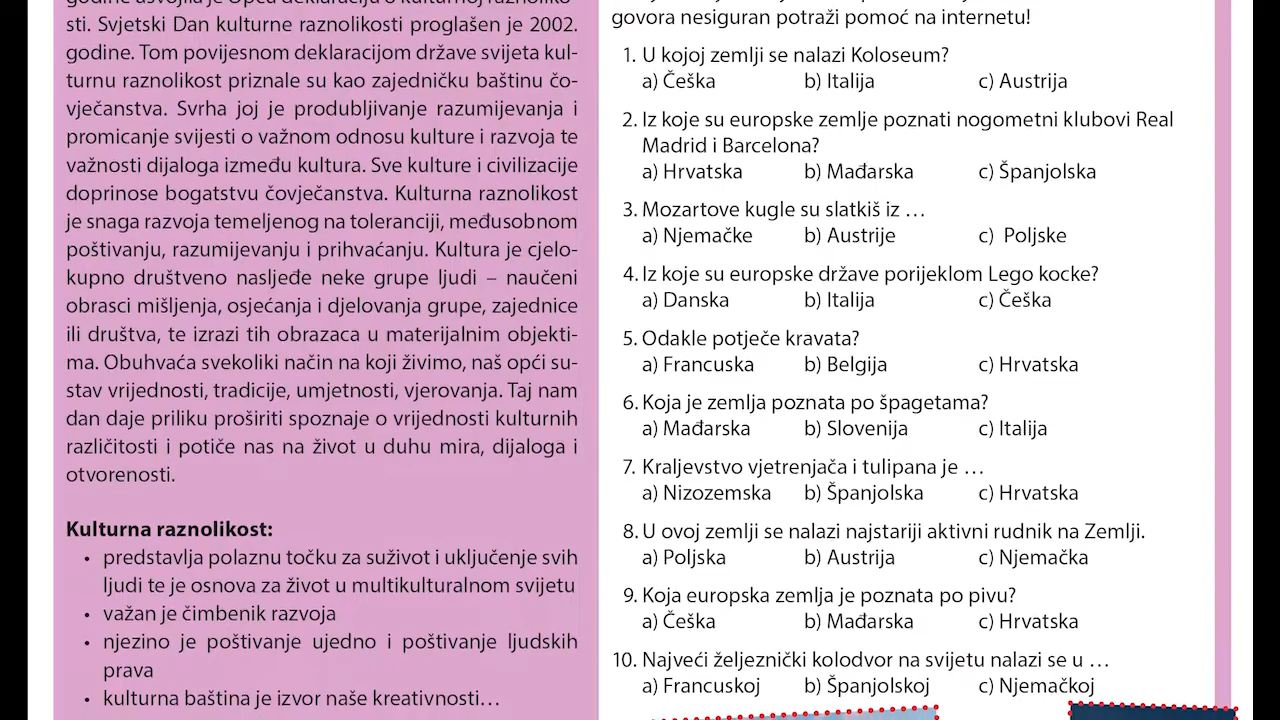 godine usvojila je Opću deklaraciju o kulturnoj raznoliko-
sti. Svjetski Dan kulturne raznolikosti proglašen je 2002.
godine. Tom povijesnom deklaracijom države svijeta kul-
turnu raznolikost priznale su kao zajedničku baštinu čo-
vječanstva. Svrha joj je produbljivanje razumijevanja i
promicanje svijesti o važnom odnosu kulture i razvoja te
važnosti dijaloga između kultura. Sve kulture i civilizacije
doprinose bogatstvu čovječanstva. Kulturna raznolikost
je snaga razvoja temeljenog na toleranciji, međusobnom
poštivanju, razumijevanju i prihvaćanju. Kultura je cjelo-
kupno društveno nasljeđe neke grupe ljudi – naučeni
obrasci mišljenja, osjećanja i djelovanja grupe, zajednice
ili društva, te izrazi tih obrazaca u materijalnim objekti-
ma. Obuhvaća svekoliki način na koji živimo, naš opći su-
stav vrijednosti, tradicije, umjetnosti, vjerovanja. Taj nam
dan daje priliku proširiti spoznaje o vrijednosti kulturnih
različitosti i potiče nas na život u duhu mira, dijaloga i
otvorenosti.
Kulturna raznolikost:
• predstavlja polaznu točku za suživot i uključenje svih
ljudi te je osnova za život u multikulturalnom svijetu
• važan je čimbenik razvoja
• njezino je poštivanje ujedno i poštivanje ljudskih
prava
• kulturna baština je izvor naše kreativnosti…
govora nesiguran potraži pomoć na internetu!
1. U kojoj zemlji se nalazi Koloseum?
a) Češka b) Italija c) Austrija
2. Iz koje su europske zemlje poznati nogometni klubovi Real
Madrid i Barcelona?
a) Hrvatska b) Mađarska c) Španjolska
3. Mozartove kugle su slatkiš iz …
a) Njemačke b) Austrije c) Poljske
4. Iz koje su europske države porijeklom Lego kocke?
a) Danska b) Italija c) Češka
5. Odakle potječe kravata?
a) Francuska b) Belgija c) Hrvatska
6. Koja je zemlja poznata po špagetama?
a) Mađarska b) Slovenija c) Italija
7. Kraljevstvo vjetrenjača i tulipana je …
a) Nizozemska b) Španjolska c) Hrvatska
8. U ovoj zemlji se nalazi najstariji aktivni rudnik na Zemlji.
a) Poljska b) Austrija c) Njemačka
9. Koja europska zemlja je poznata po pivu?
a) Češka b) Mađarska c) Hrvatska
10. Najveći željeznički kolodvor na svijetu nalazi se u …
a) Francuskoj b) Španjolskoj c) Njemačkoj